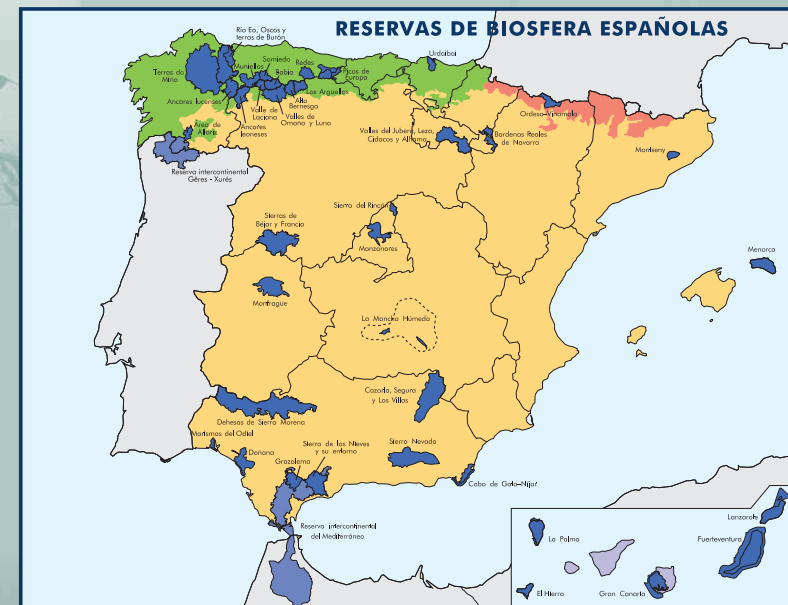 RESERVAS DE BIOSFERA ESPAÑOLAS
Río Eo, Oscos y
terras de Burón
Urdaibai
Terras do
Miño
Muniellos
Somiedo
Babia
Redes
Picos de
Europa
Los Argüellos
Ancares lucenses
Alto
Bernesga
Valle de
Laciana
Valles de
Omaña y Luna
Ancares
leoneses
Área de
Allariz
Reserva intercontinental
Gêres - Xurés
Valles del Jubera, Leza,
Cidacos y Alhama
Bardenas Reales
de Navarra
Ordesa-Viñamala
Montseny
Sierra del Rincón
Sierras de
Béjar y Francia
Manzanares
Menorca
Monfragüe
La Mancha Húmeda
Cazorla, Segura
y Las Villas
Dehesas de Sierra Morena
Marismas del Odiel
Doñana
Sierra de las Nieves
y su entorno
Sierra Nevada
Grazalema
Cabo de Gata-Níjar
Reserva intercontinental
del Mediterráneo
Lanzarote
La Palma
Fuerteventura
El Hierro
Gran Canaria